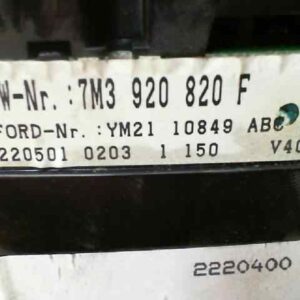 W-Nr. :7M3 920 820 F
FORD-Nr. :YM21 10849 ABC
220501 0203 1 150 V40
2220400